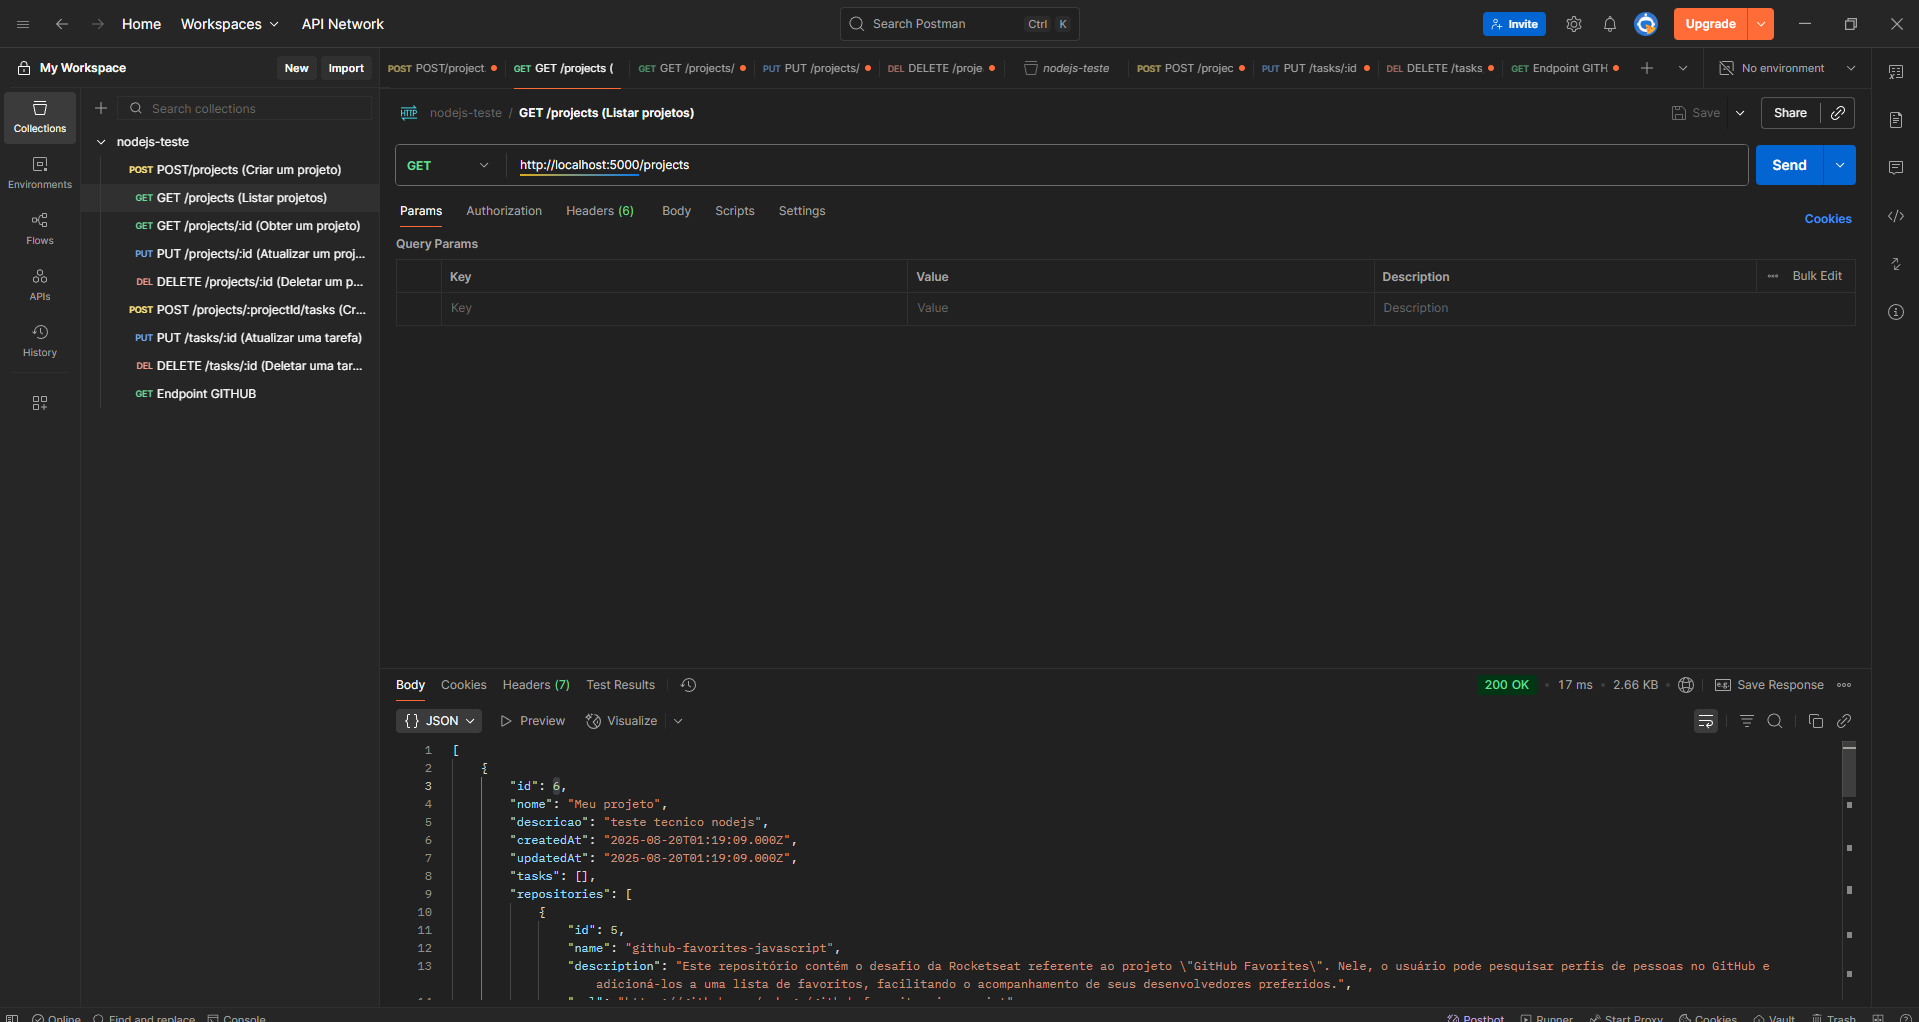 Home Workspaces API Network Search Postman Ctrl K Invite Upgrade
My Workspace New Import
POST POST/project. GET GET /projects ( GET GET /projects/ PUT PUT /projects/ DEL DELETE /proje nodejs-teste POST POST /projec PUT PUT /tasks/:id DEL DELETE /tasks GET Endpoint GITH No environment
Collections
Environments
Flows
APIs
History
Search collections
nodejs-teste
POST POST/projects (Criar um projeto)
GET GET /projects (Listar projetos)
GET GET /projects/:id (Obter um projeto)
PUT PUT /projects/:id (Atualizar um proj...
DEL DELETE /projects/:id (Deletar um p...
POST POST /projects/:projectId/tasks (Cr...
PUT PUT /tasks/:id (Atualizar uma tarefa)
DEL DELETE /tasks/:id (Deletar uma tar...
GET Endpoint GITHUB
HTTP nodejs-teste / GET /projects (Listar projetos) Save Share
GET http://localhost:5000/projects Send
Params Authorization Headers (6) Body Scripts Settings Cookies
Query Params
Key Value Description Bulk Edit
Key Value Description
Body Cookies Headers (7) Test Results 200 OK 17 ms 2.66 KB e.g. Save Response
{} JSON Preview Visualize
1 [
2 {
3 "id": 6,
4 "nome": "Meu projeto",
5 "descricao": "teste tecnico nodejs",
6 "createdAt": "2025-08-20T01:19:09.000Z",
7 "updatedAt": "2025-08-20T01:19:09.000Z",
8 "tasks": [],
9 "repositories": [
10 {
11 "id": 5,
12 "name": "github-favorites-javascript",
13 "description": "Este repositório contém o desafio da Rocketseat referente ao projeto \"GitHub Favorites\". Nele, o usuário pode pesquisar perfis de pessoas no GitHub e
adicioná-los a uma lista de favoritos, facilitando o acompanhamento de seus desenvolvedores preferidos.",
Online Find and replace Console Postbot Runner Start Proxy Cookies Vault Trash